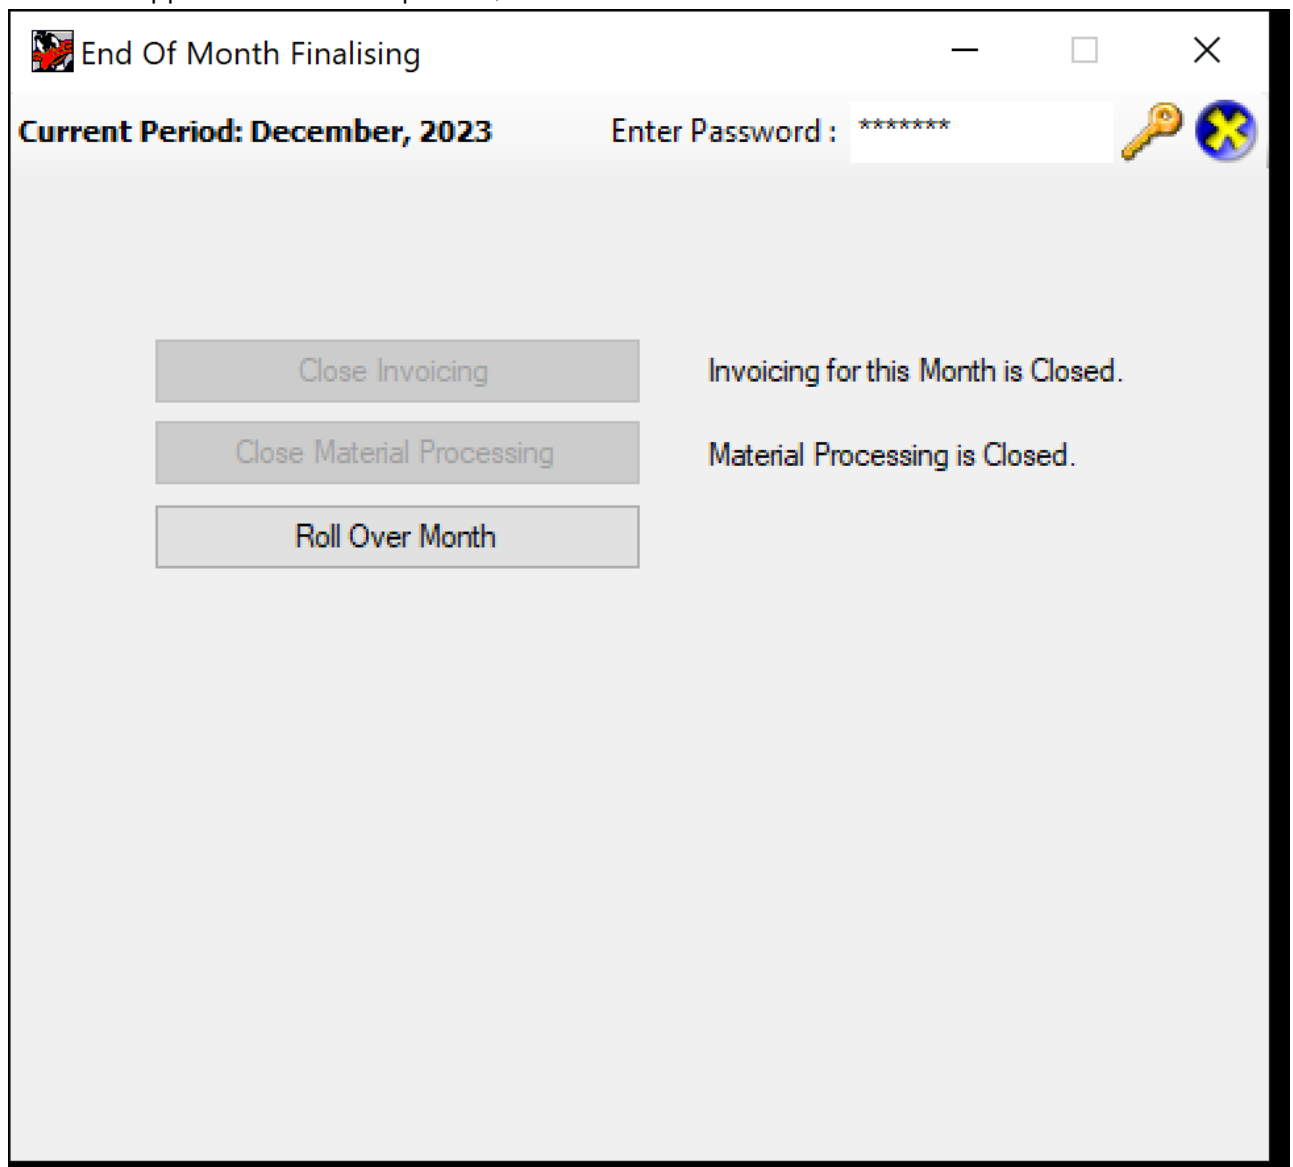 End Of Month Finalising
Current Period: December, 2023 Enter Password : *******
Close Invoicing Invoicing for this Month is Closed.
Close Material Processing Material Processing is Closed.
Roll Over Month